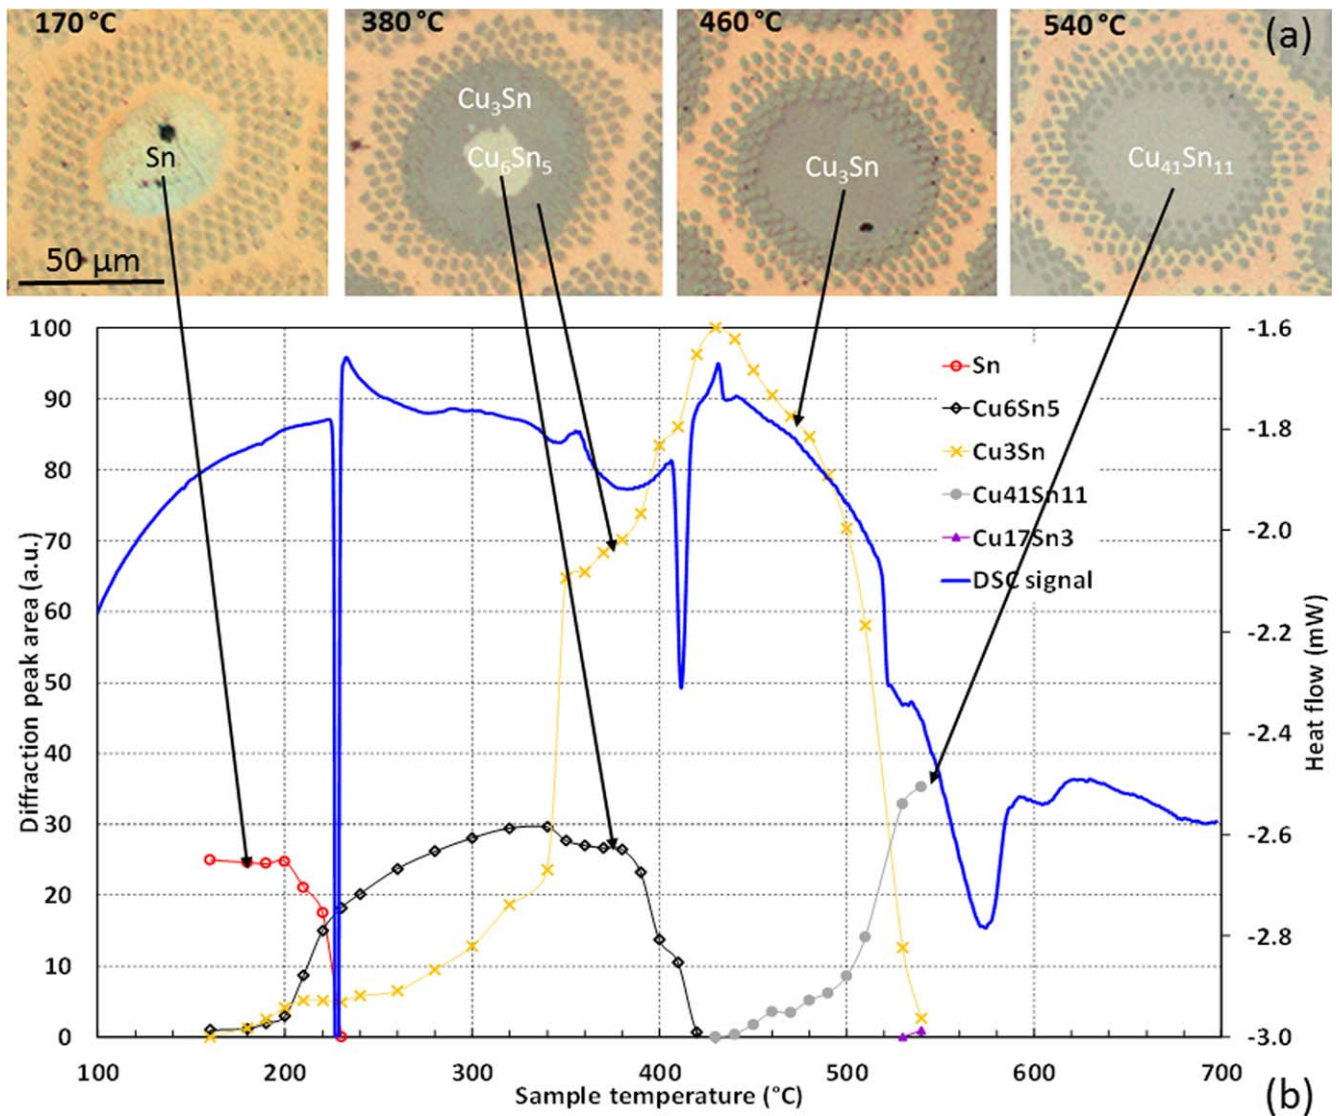 170 °C 380 °C 460 °C 540 °C (a)
Cu₃Sn
Sn Cu₆Sn₅ Cu₃Sn Cu₄₁Sn₁₁
50 μm
100 -1.6
90
-1.8
80
70 -2.0
60
-2.2
50
-2.4
40
30 -2.6
20
-2.8
10
0 -3.0
Diffraction peak area (a.u.)
Heat flow (mW)
Sn
Cu6Sn5
Cu3Sn
Cu41Sn11
Cu17Sn3
DSC signal
100 200 300 400 500 600 700
Sample temperature (°C)
(b)